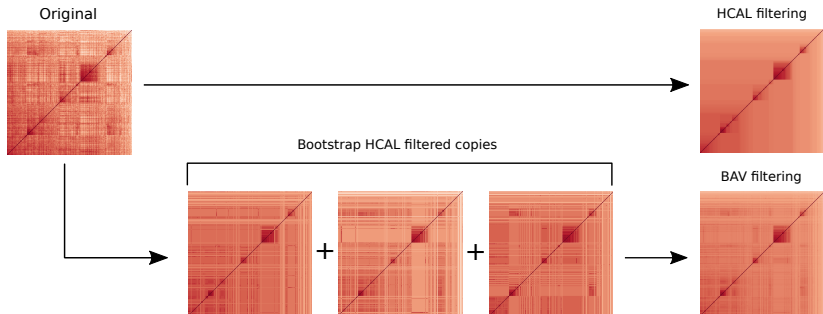 Original
HCAL filtering
Bootstrap HCAL filtered copies
BAV filtering
+
+